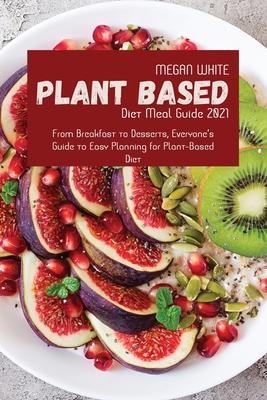 MEGAN WHITE
PLANT BASED
Diet Meal Guide 2021
From Breakfast to Desserts, Everyone's
Guide to Easy Planning for Plant-Based
Diet